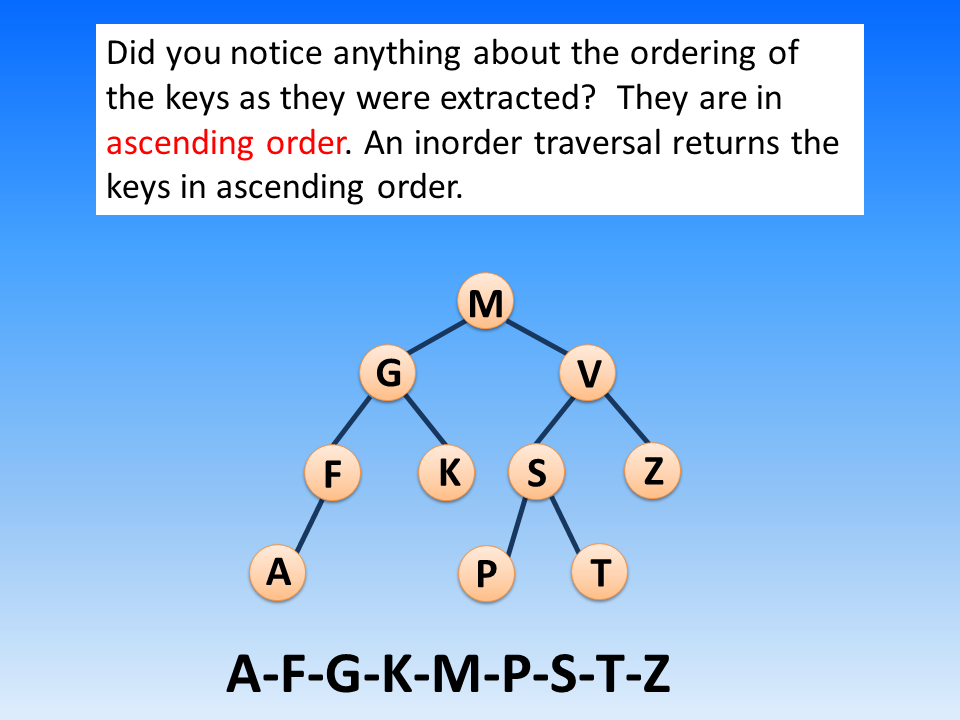 Did you notice anything about the ordering of
the keys as they were extracted?  They are in
ascending order. An inorder traversal returns the
keys in ascending order.
M
G V
F K S Z
A P T
A-F-G-K-M-P-S-T-Z